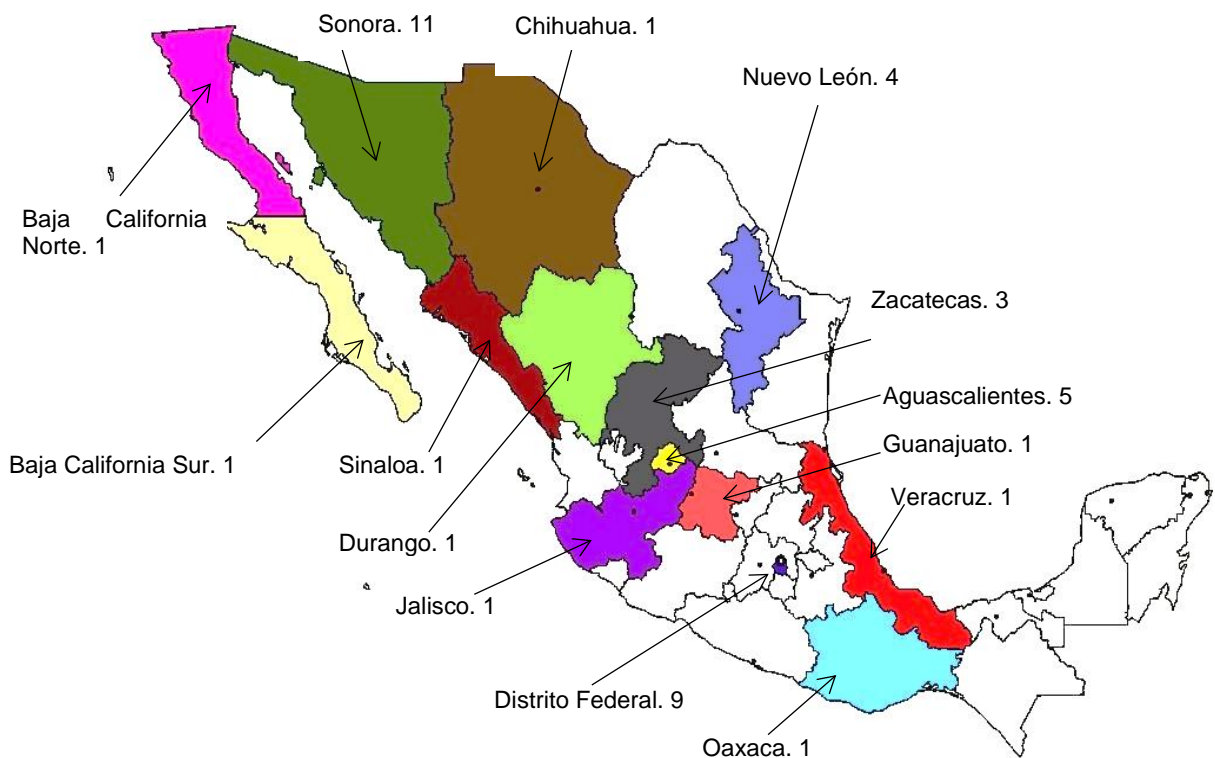 Sonora. 11
Chihuahua. 1
Nuevo León. 4
Baja California
Norte. 1
Zacatecas. 3
Aguascalientes. 5
Guanajuato. 1
Baja California Sur. 1
Sinaloa. 1
Veracruz. 1
Durango. 1
Jalisco. 1
Distrito Federal. 9
Oaxaca. 1